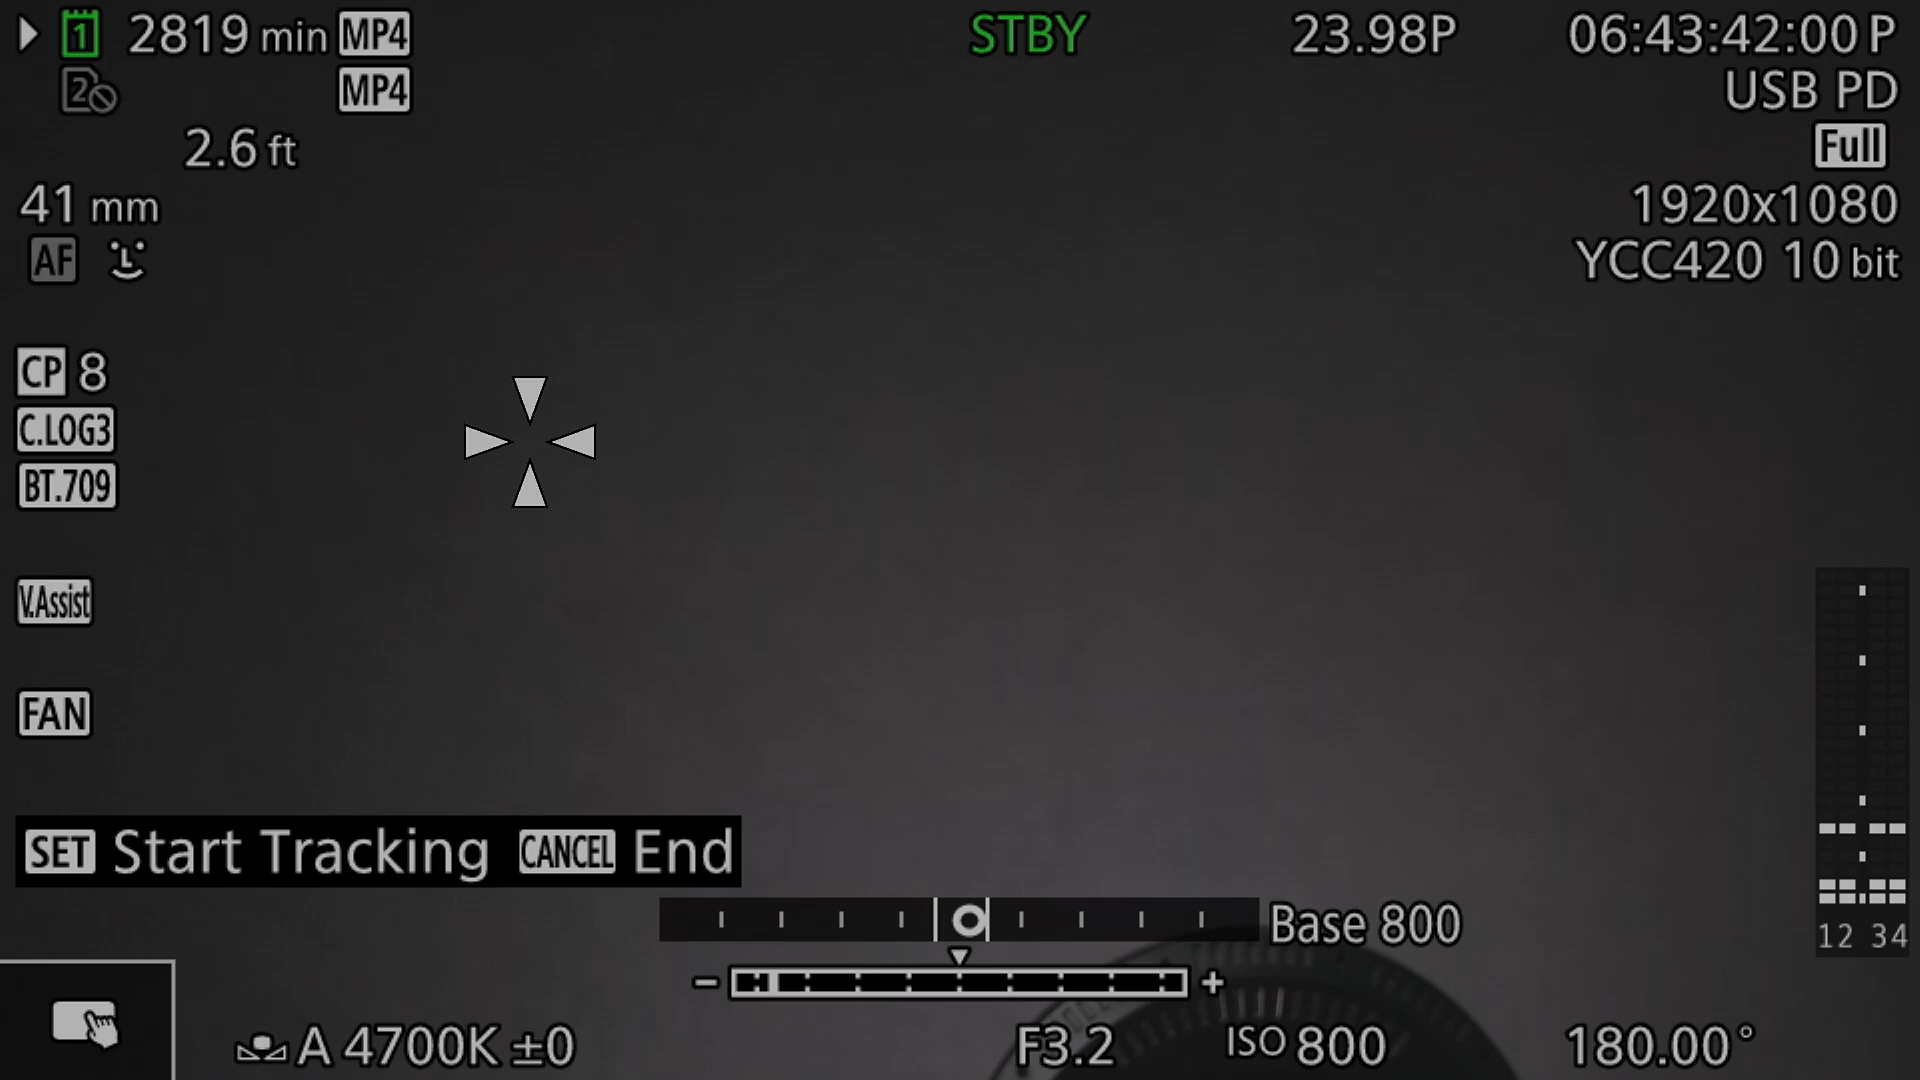 1 2819 min MP4
2 MP4
2.6 ft
41 mm
AF L
CP 8
C.LOG3
BT.709
V.Assist
FAN
STBY
23.98P
06:43:42:00 P
USB PD
Full
1920x1080
YCC420 10 bit
SET Start Tracking CANCEL End
Base 800
12 34
− +
A 4700K ±0
F3.2
ISO 800
180.00°